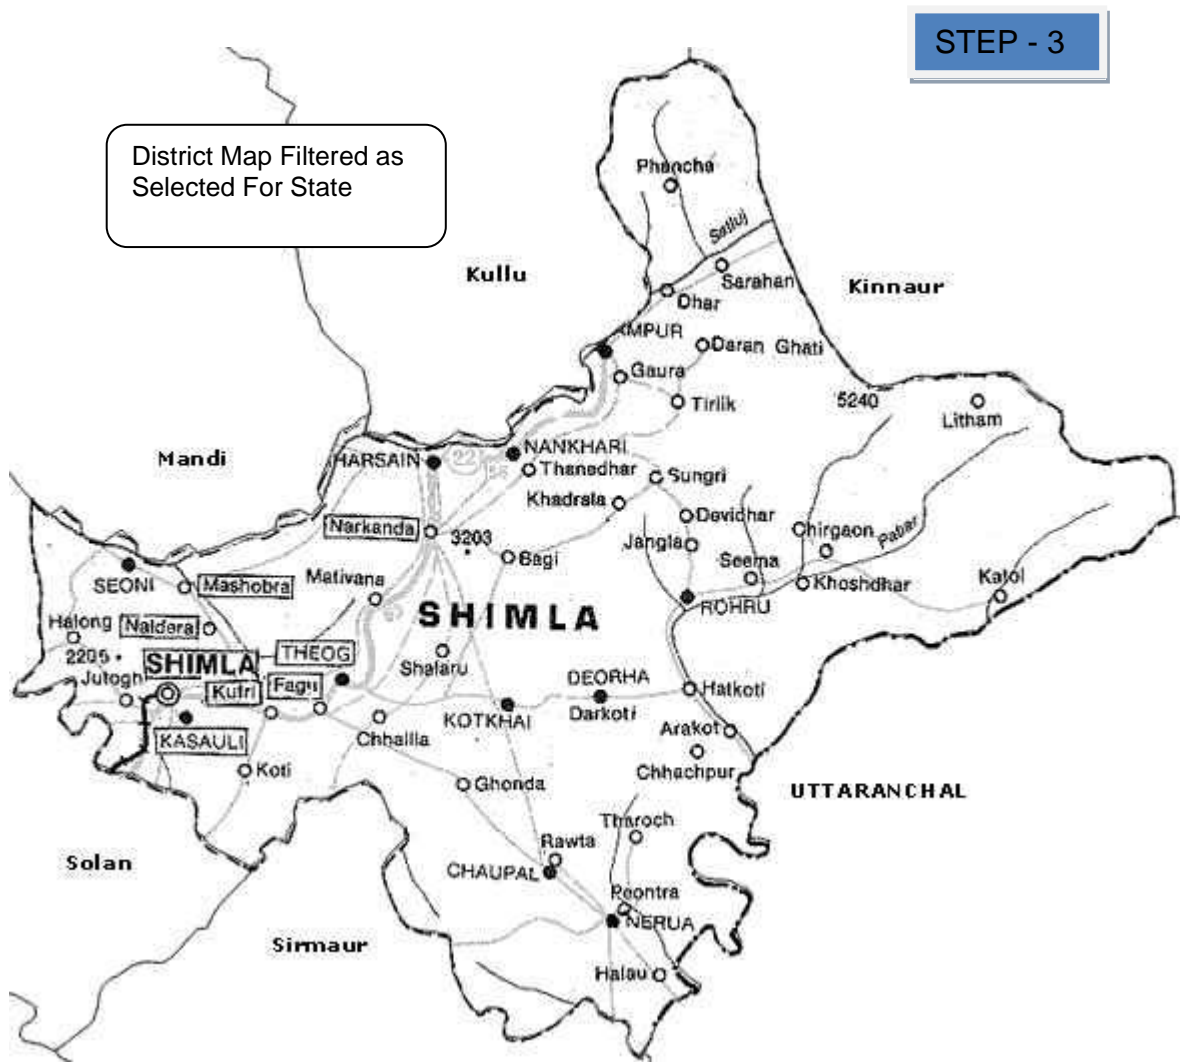 STEP - 3
District Map Filtered as
Selected For State
Phancha
Satluj
Kullu
Sarahan
Kinnaur
Dhar
AMPUR
Daran Ghati
Gaura
Tirlik
5240
Litham
Mandi
HARSAIN
22
NANKHARI
Thanedhar
Sungri
Khadrala
Narkanda
3203
Devidhar
Chirgaon
Pabar
Jangla
Bagi
Seema
SEONI
Mashobra
Mativana
Khoshdhar
Katol
ROHRU
SHIMLA
Halong
Naldera
2205
SHIMLA
THEOG
Shalaru
Jutogh
Kufri
Fagu
DEORHA
Hatkoti
KOTKHAI
Darkoti
KASAULI
Chhailla
Arakot
Koti
Chhachpur
Ghonda
UTTARANCHAL
Tharoch
Rawta
Solan
CHAUPAL
Peontra
NERUA
Sirmaur
Halau